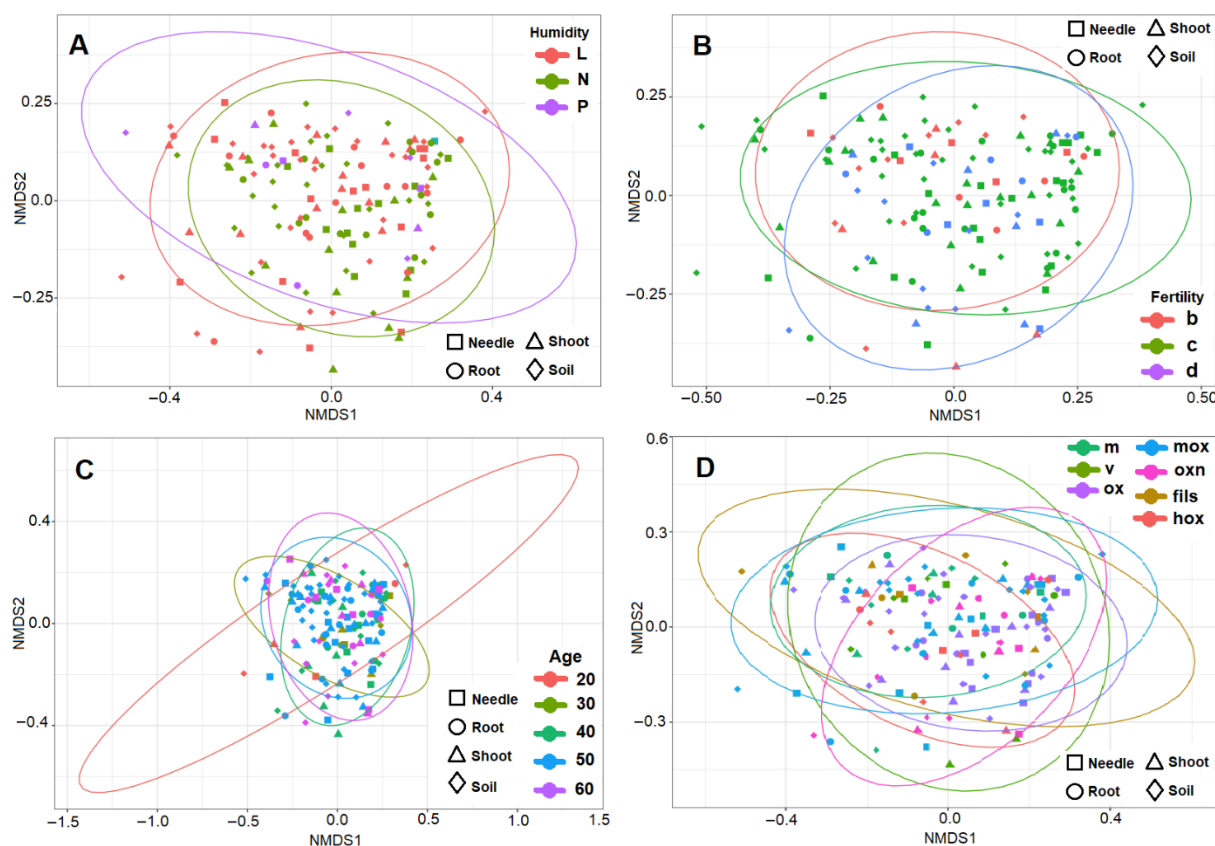 A
Humidity
L
N
P
NMDS2
0.25
0.0
−0.25
Needle Shoot
Root Soil
−0.4 0.0 0.4
NMDS1
B
Needle Shoot
Root Soil
NMDS2
0.25
0.0
−0.25
Fertility
b
c
d
−0.50 −0.25 0.0 0.25 0.50
NMDS1
C
NMDS2
0.4
0.0
−0.4
Age
20
30
40
50
60
Needle
Root
Shoot
Soil
−1.5 −1.0 −0.5 0.0 0.5 1.0 1.5
NMDS1
D
m mox
v oxn
ox fils
hox
NMDS2
0.6
0.3
0.0
−0.3
Needle Shoot
Root Soil
−0.4 0.0 0.4
NMDS1